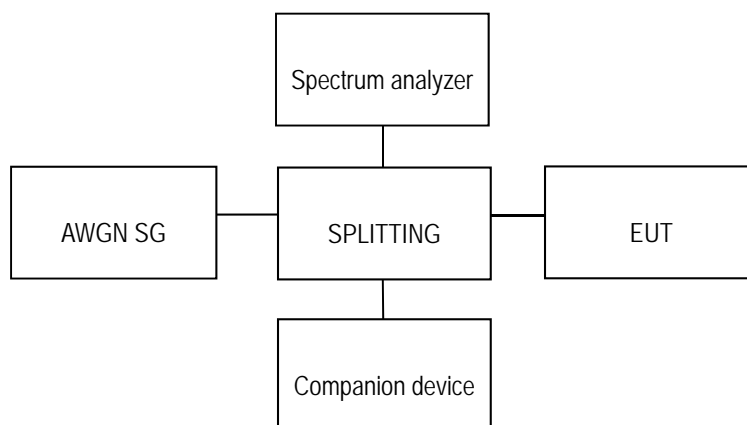 Spectrum analyzer
AWGN SG
SPLITTING
EUT
Companion device